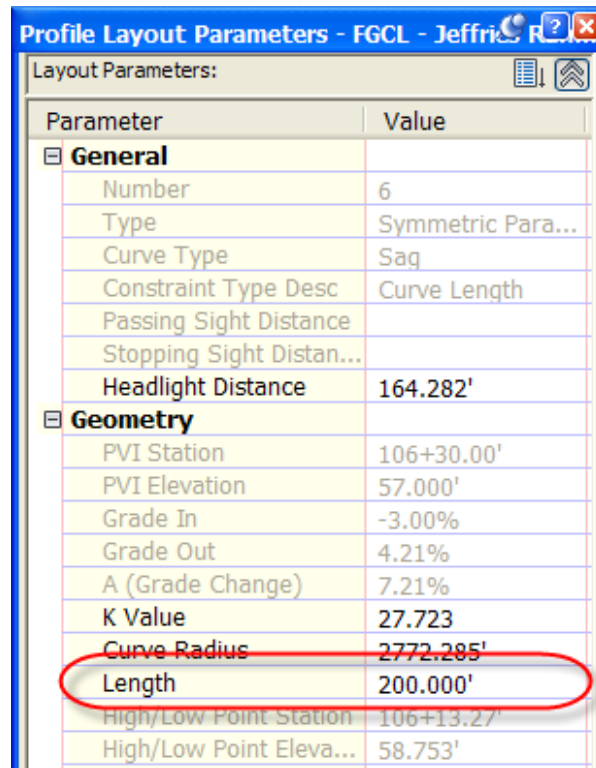 Profile Layout Parameters - FGCL - Jeffries R
Layout Parameters:
Parameter Value
General
Number 6
Type Symmetric Para...
Curve Type Sag
Constraint Type Desc Curve Length
Passing Sight Distance
Stopping Sight Distan...
Headlight Distance 164.282'
Geometry
PVI Station 106+30.00'
PVI Elevation 57.000'
Grade In -3.00%
Grade Out 4.21%
A (Grade Change) 7.21%
K Value 27.723
Curve Radius 2772.285'
Length 200.000'
High/Low Point Station 106+13.27'
High/Low Point Eleva... 58.753'